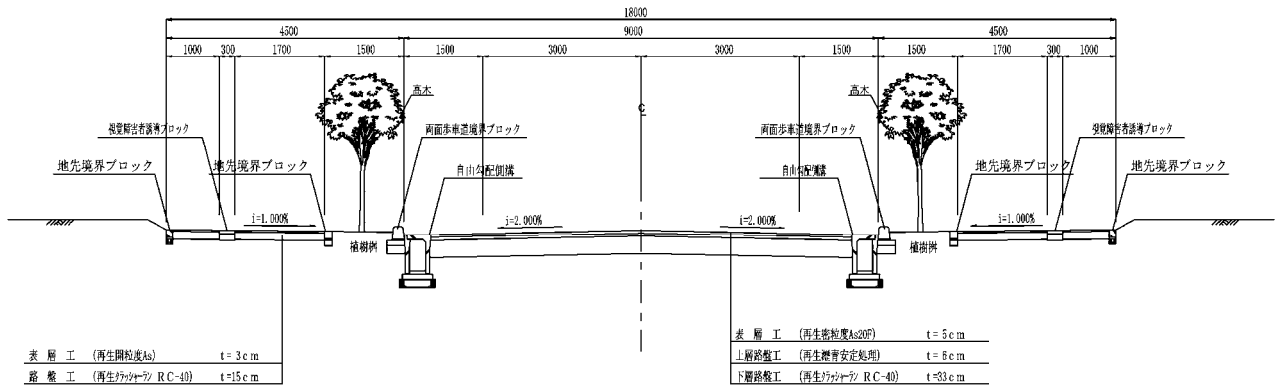 18000
4500 9000 4500
1000 300 1700 1500 1500 3000 3000 1500 1500 1700 300 1000
高木 高木
℄
視覚障害者誘導ブロック 両面歩車道境界ブロック 両面歩車道境界ブロック 視覚障害者誘導ブロック
地先境界ブロック 地先境界ブロック 自由勾配側溝 自由勾配側溝 地先境界ブロック 地先境界ブロック
i=1.000% i=2.000% i=2.000% i=1.000%
植樹桝 植樹桝
表層工 (再生密粒度As20F) t=5cm
表層工 (再生開粒度As) t=3cm
上層路盤工 (再生瀝青安定処理) t=8cm
路盤工 (再生クラッシャーラン RC-40) t=15cm
下層路盤工 (再生クラッシャーラン RC-40) t=33cm